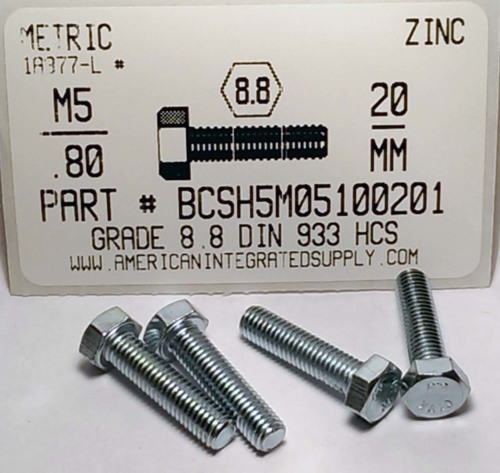 METRIC ZINC
1A377-L #
8.8
M5 20
.80 MM
PART # BCSH5M05100201
GRADE 8.8 DIN 933 HCS
WWW.AMERICANINTEGRATEDSUPPLY.COM